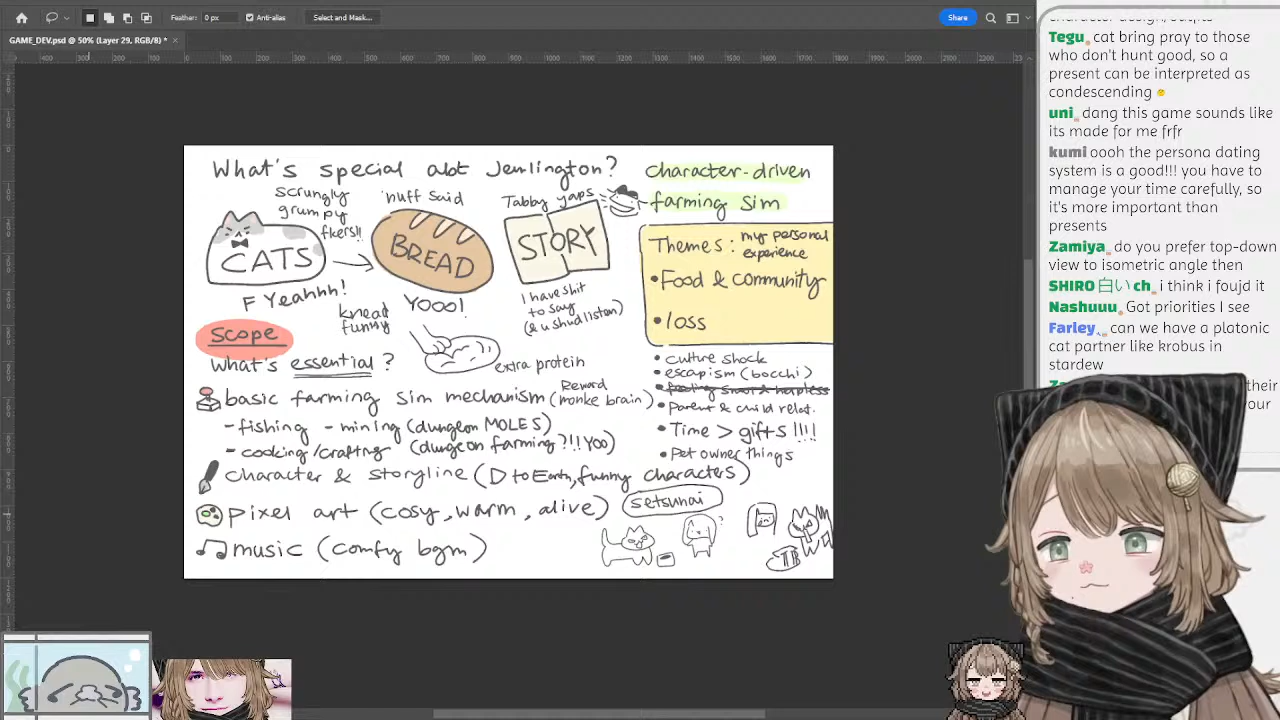 Feather: 0 px Anti-alias Select and Mask... Share
GAME_DEV.psd @ 50% (Layer 29, RGB/8) * ×
What's special abt Jemlington?
scrungly
grumpy
fkers!!
CATS
F Yeahhh!
'nuff said
BREAD
YOOO!
knead
funny
extra protein
Tabby yaps
STORY
I have shit
to say
(& u shud listen)
character-driven
farming sim
Themes: my personal
experience
• Food & community
• loss
• culture shock
• escapism (bocchi)
• Parent & child relat.
• Time > gifts !!!!
• Pet owner things
scope
What's essential ?
basic farming sim mechanism (Reward
monke brain)
- fishing - mining (dungeon MOLES)
- cooking/crafting (dungeon farming?!!YOO)
character & storyline (D to Earth, funny characters)
pixel art (cosy, warm, alive)
setsunai
music (comfy bgm)
Tegu cat bring pray to those
who don't hunt good, so a
present can be interpreted as
condescending
uni dang this game sounds like
its made for me frfr
kumi oooh the persona dating
system is a good!!! you have to
manage your time carefully, so
it's more important than
presents
Zamiya do you prefer top-down
view to isometric angle then
SHIRO 白い ch i think i foujd it
Nashuuu Got priorities I see
Farley can we have a platonic
cat partner like krobus in
stardew
their
our